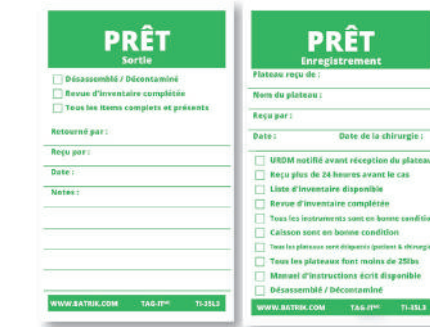 PRÊT
Sortie
Désassemblé / Décontaminé
Revue d'inventaire complétée
Tous les items complets et présents
Retourné par :
Reçu par :
Date :
Notes :
WWW.BATRIK.COM TAG-IT TI-35L3
PRÊT
Enregistrement
Plateau reçu de :
Nom du plateau :
Reçu par :
Date : Date de la chirurgie :
URDM notifié avant réception du plateau
Reçu plus de 24 heures avant le cas
Liste d'inventaire disponible
Revue d'inventaire complétée
Tous les instruments sont en bonne condition
Caisson sont en bonne condition
Tous les plateaux sont étiquetés (patient & chirurgie
Tous les plateaux font moins de 25lbs
Manuel d'instructions écrit disponible
Désassemblé / Décontaminé
WWW.BATRIK.COM TAG-IT TI-35L3